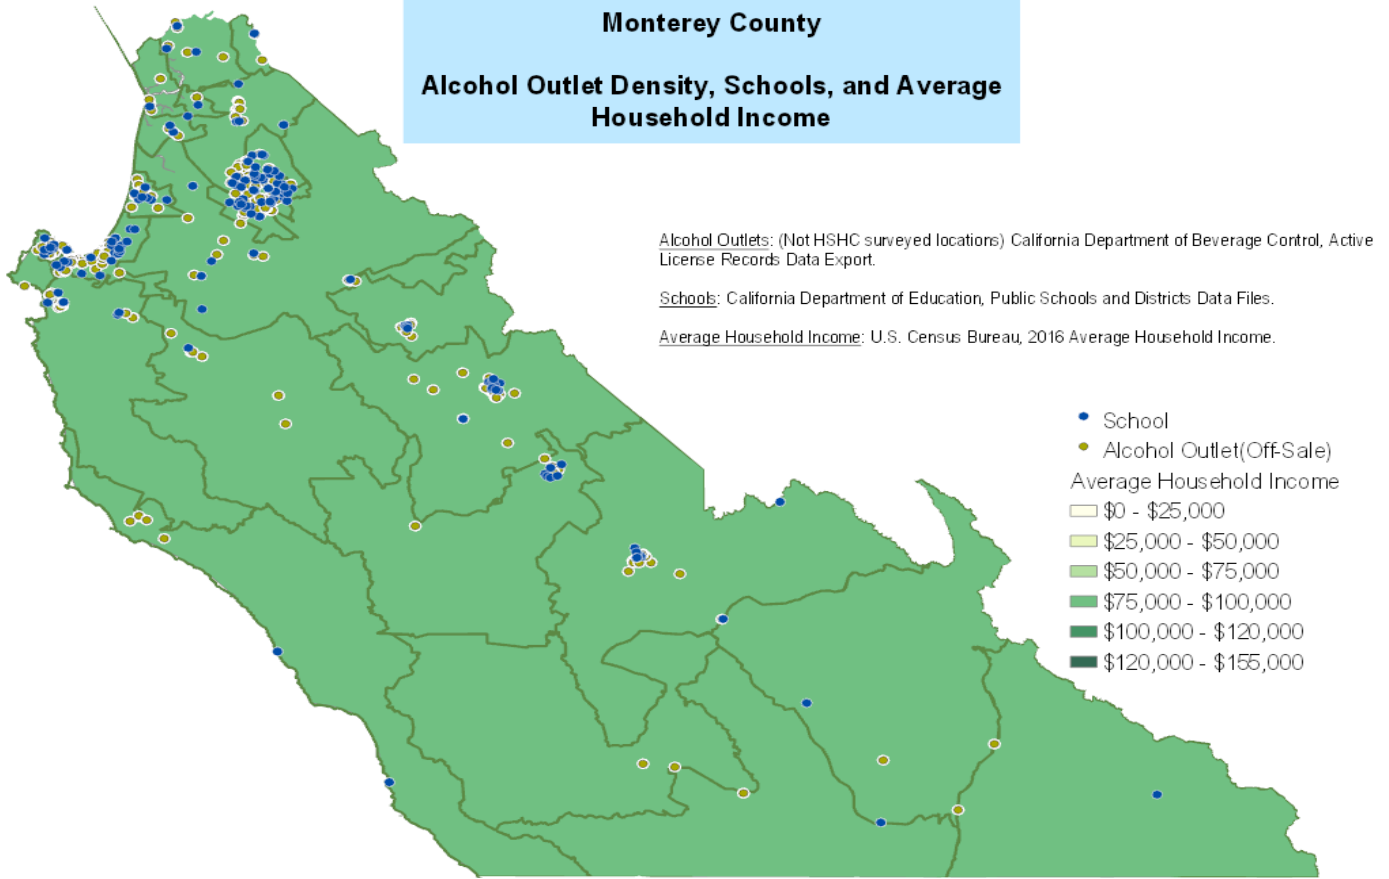 Monterey County
Alcohol Outlet Density, Schools, and Average
Household Income
Alcohol Outlets: (Not HSHC surveyed locations) California Department of Beverage Control, Active
License Records Data Export.
Schools: California Department of Education, Public Schools and Districts Data Files.
Average Household Income: U.S. Census Bureau, 2016 Average Household Income.
School
Alcohol Outlet(Off-Sale)
Average Household Income
$0 - $25,000
$25,000 - $50,000
$50,000 - $75,000
$75,000 - $100,000
$100,000 - $120,000
$120,000 - $155,000